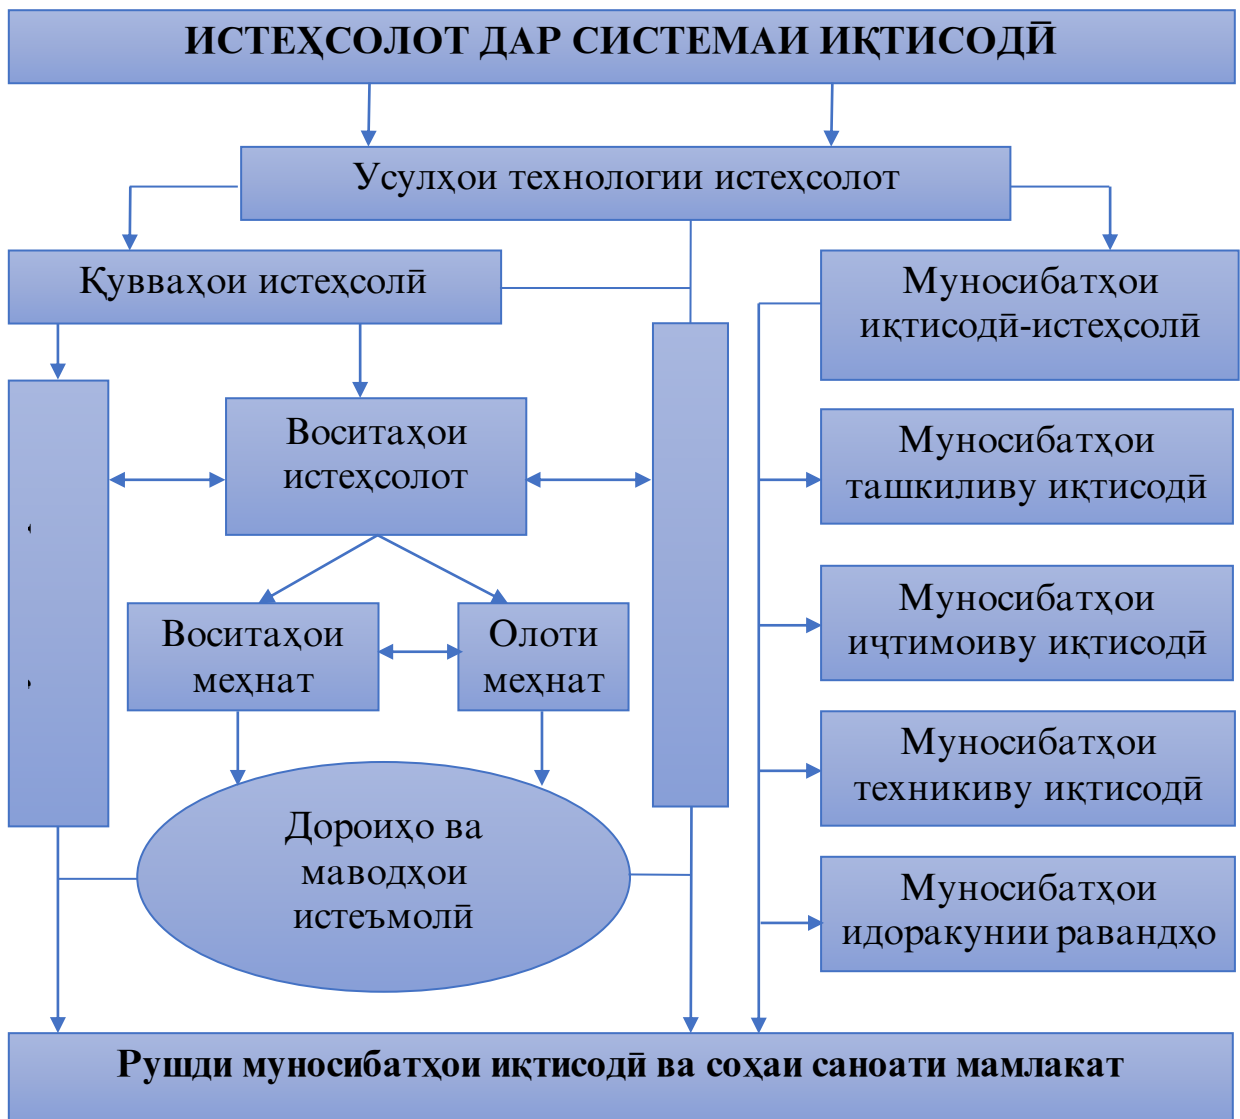 ИСТЕҲСОЛОТ ДАР СИСТЕМАИ ИҚТИСОДӢ
Усулҳои технологии истеҳсолот
Қувваҳои истеҳсолӣ
Муносибатҳои
иқтисодӣ-истеҳсолӣ
Воситаҳои
истеҳсолот
Муносибатҳои
ташкиливу иқтисодӣ
Воситаҳои
меҳнат
Олоти
меҳнат
Муносибатҳои
иҷтимоиву иқтисодӣ
Муносибатҳои
техникиву иқтисодӣ
Дороиҳо ва
маводҳои
истеъмолӣ
Муносибатҳои
идоракунии равандҳо
Рушди муносибатҳои иқтисодӣ ва соҳаи саноати мамлакат